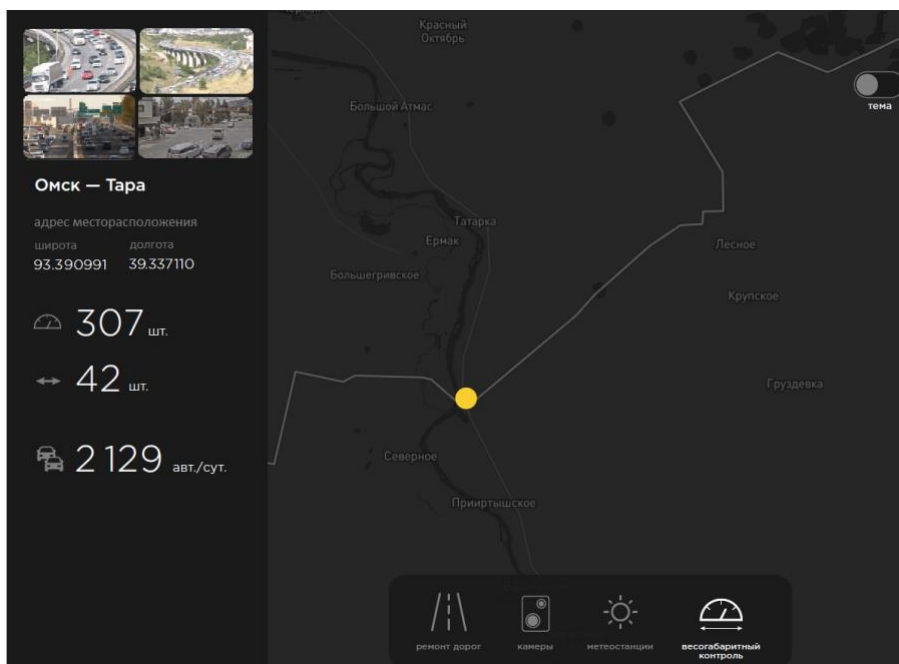 Омск — Тара
адрес месторасположения
широта долгота
93.390991 39.337110
307 шт.
42 шт.
2 129 авт./сут.
Красный
Октябрь
тема
Большой Атмас
Татарка
Ермак
Лесное
Большегривское
Крупское
Груздевка
Северное
Прииртышское
ремонт дорог
камеры
метеостанции
весогабаритный
контроль